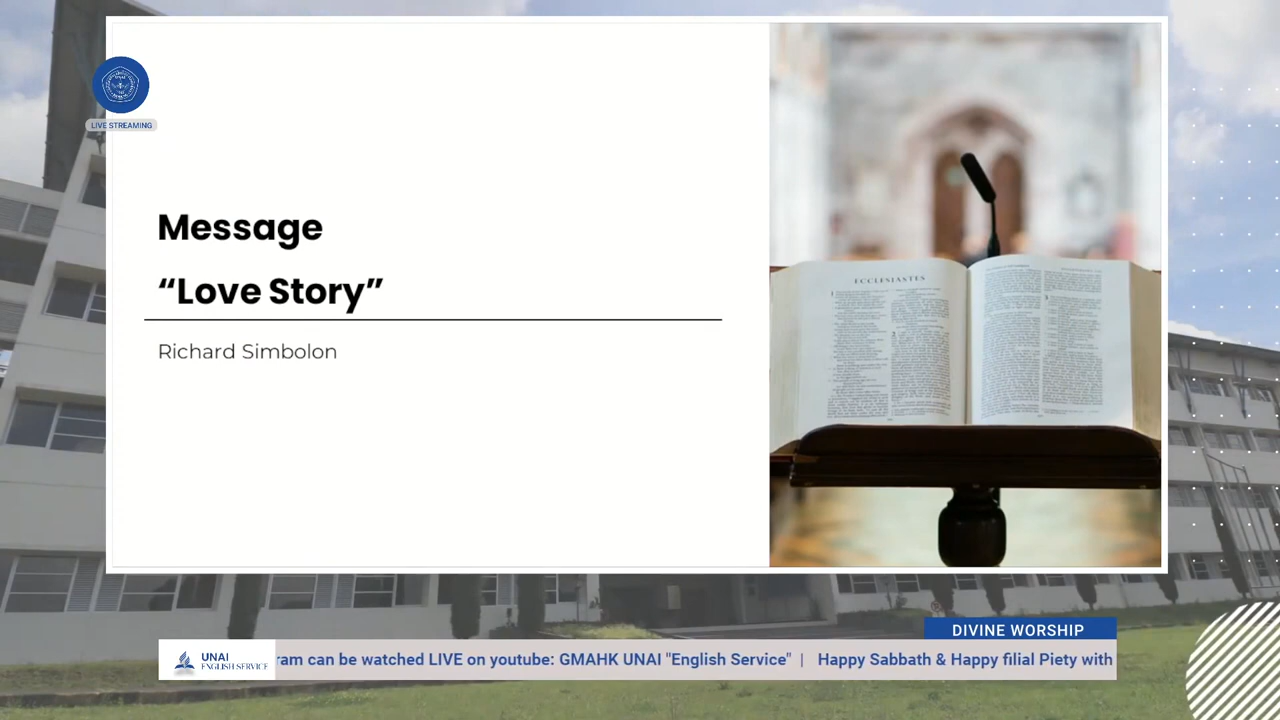 LIVE STREAMING
Message
“Love Story”
Richard Simbolon
ECCLESIASTES
DIVINE WORSHIP
UNAI
ENGLISH SERVICE
ram can be watched LIVE on youtube: GMAHK UNAI "English Service" | Happy Sabbath & Happy filial Piety with